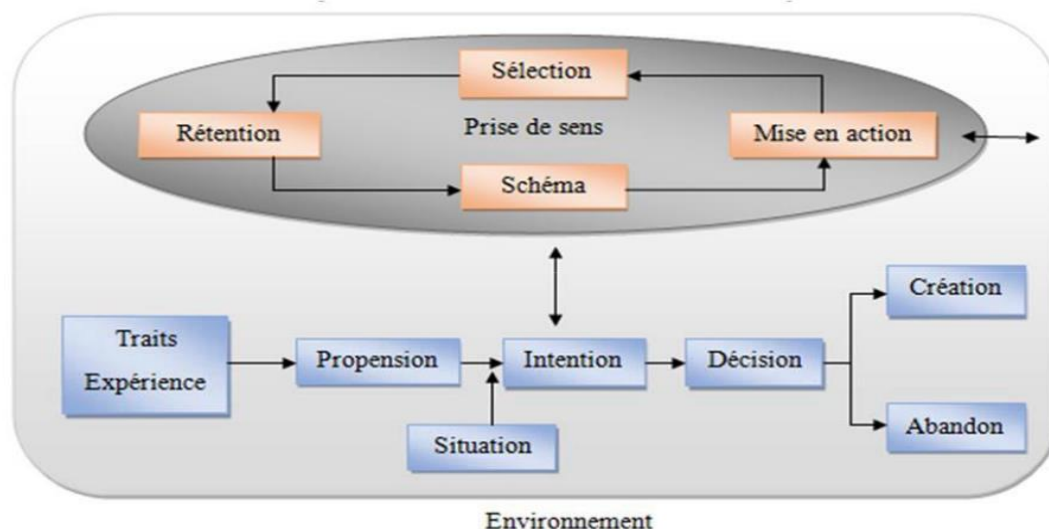 Sélection
Rétention
Prise de sens
Mise en action
Schéma
Création
Traits
Expérience
Propension
Intention
Décision
Situation
Abandon
Environnement